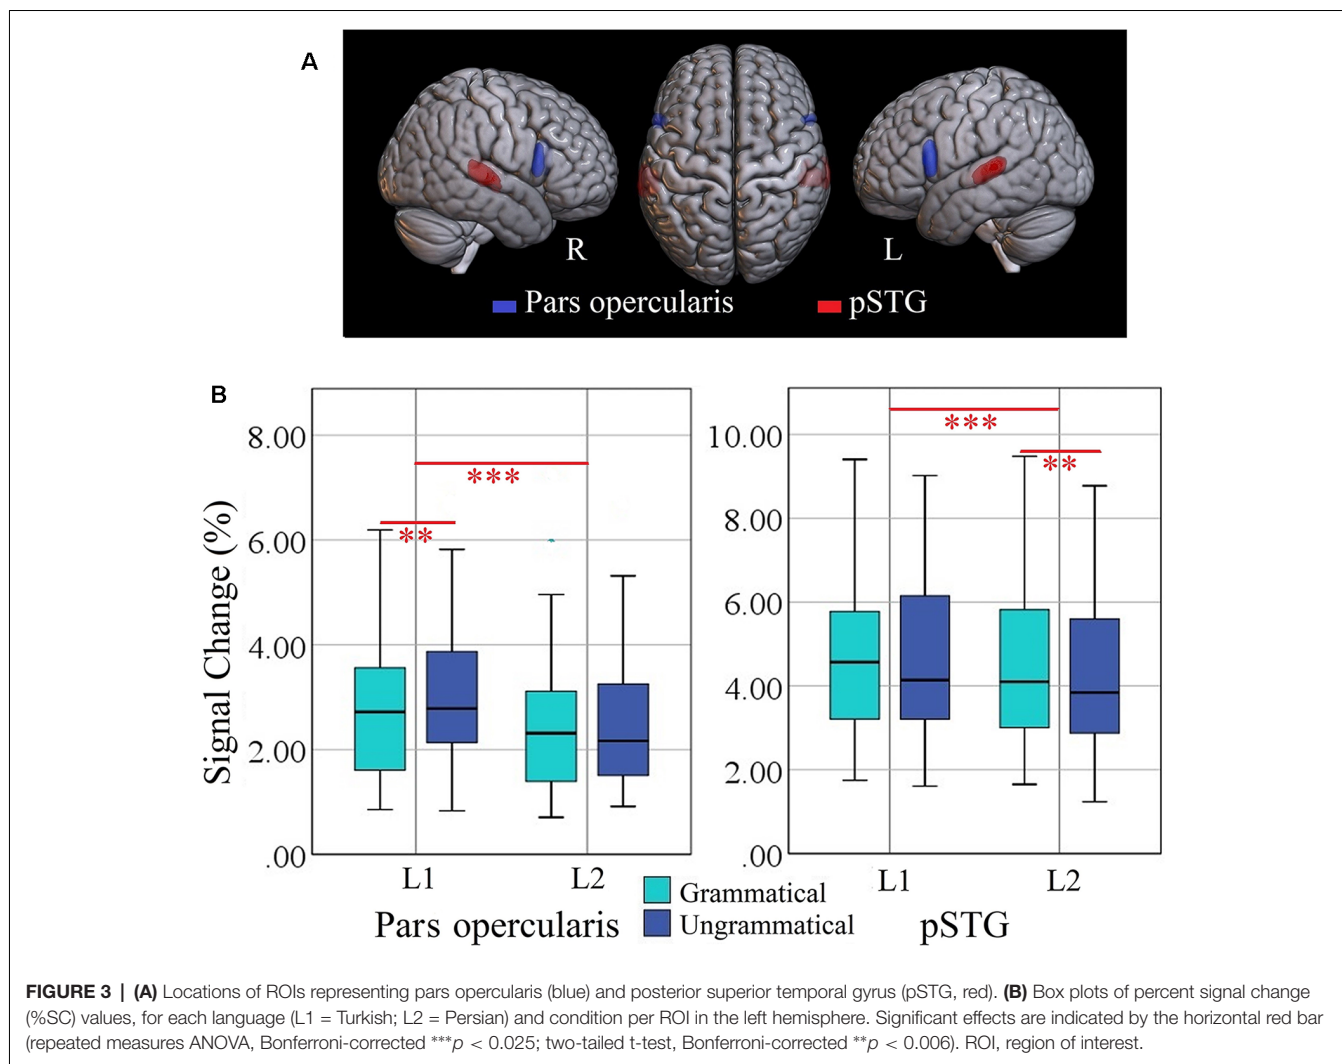 A
R
L
Pars opercularis
pSTG
B
Signal Change (%)
8.00
6.00
4.00
2.00
.00
***
**
L1
L2
Pars opercularis
10.00
8.00
6.00
4.00
2.00
.00
***
**
L1
L2
pSTG
Grammatical
Ungrammatical
FIGURE 3 | (A) Locations of ROIs representing pars opercularis (blue) and posterior superior temporal gyrus (pSTG, red). (B) Box plots of percent signal change
(%SC) values, for each language (L1 = Turkish; L2 = Persian) and condition per ROI in the left hemisphere. Significant effects are indicated by the horizontal red bar
(repeated measures ANOVA, Bonferroni-corrected ***p < 0.025; two-tailed t-test, Bonferroni-corrected **p < 0.006). ROI, region of interest.